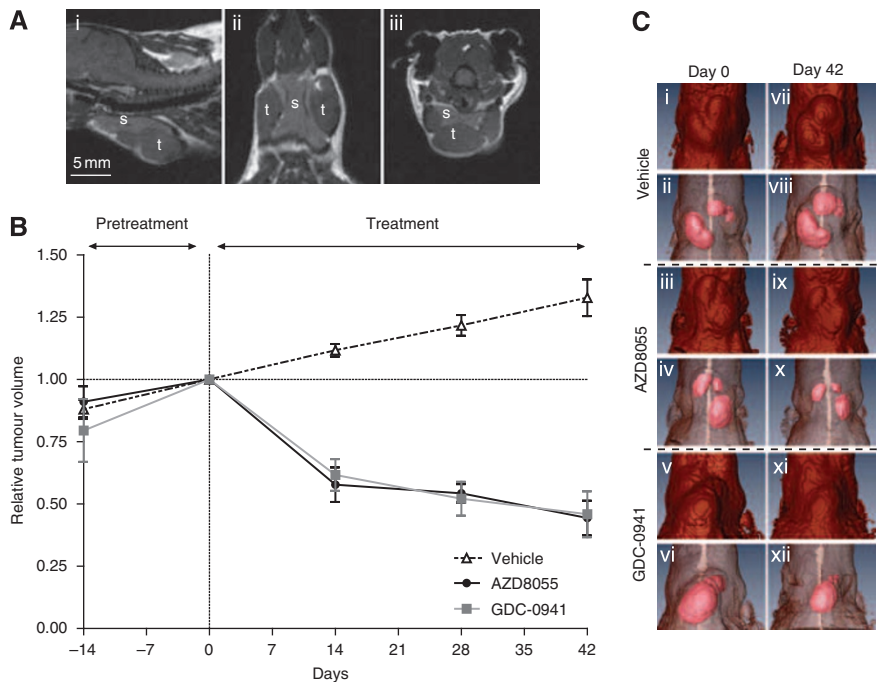 A
i
ii
iii
s
t
t
s
t
s
t
5 mm
B
Pretreatment
Treatment
Relative tumour volume
1.50
1.25
1.00
0.75
0.50
0.25
0.00
–14
–7
0
7
14
21
28
35
42
Days
Vehicle
AZD8055
GDC-0941
C
Day 0
Day 42
Vehicle
i
vii
ii
viii
AZD8055
iii
ix
iv
x
GDC-0941
v
xi
vi
xii